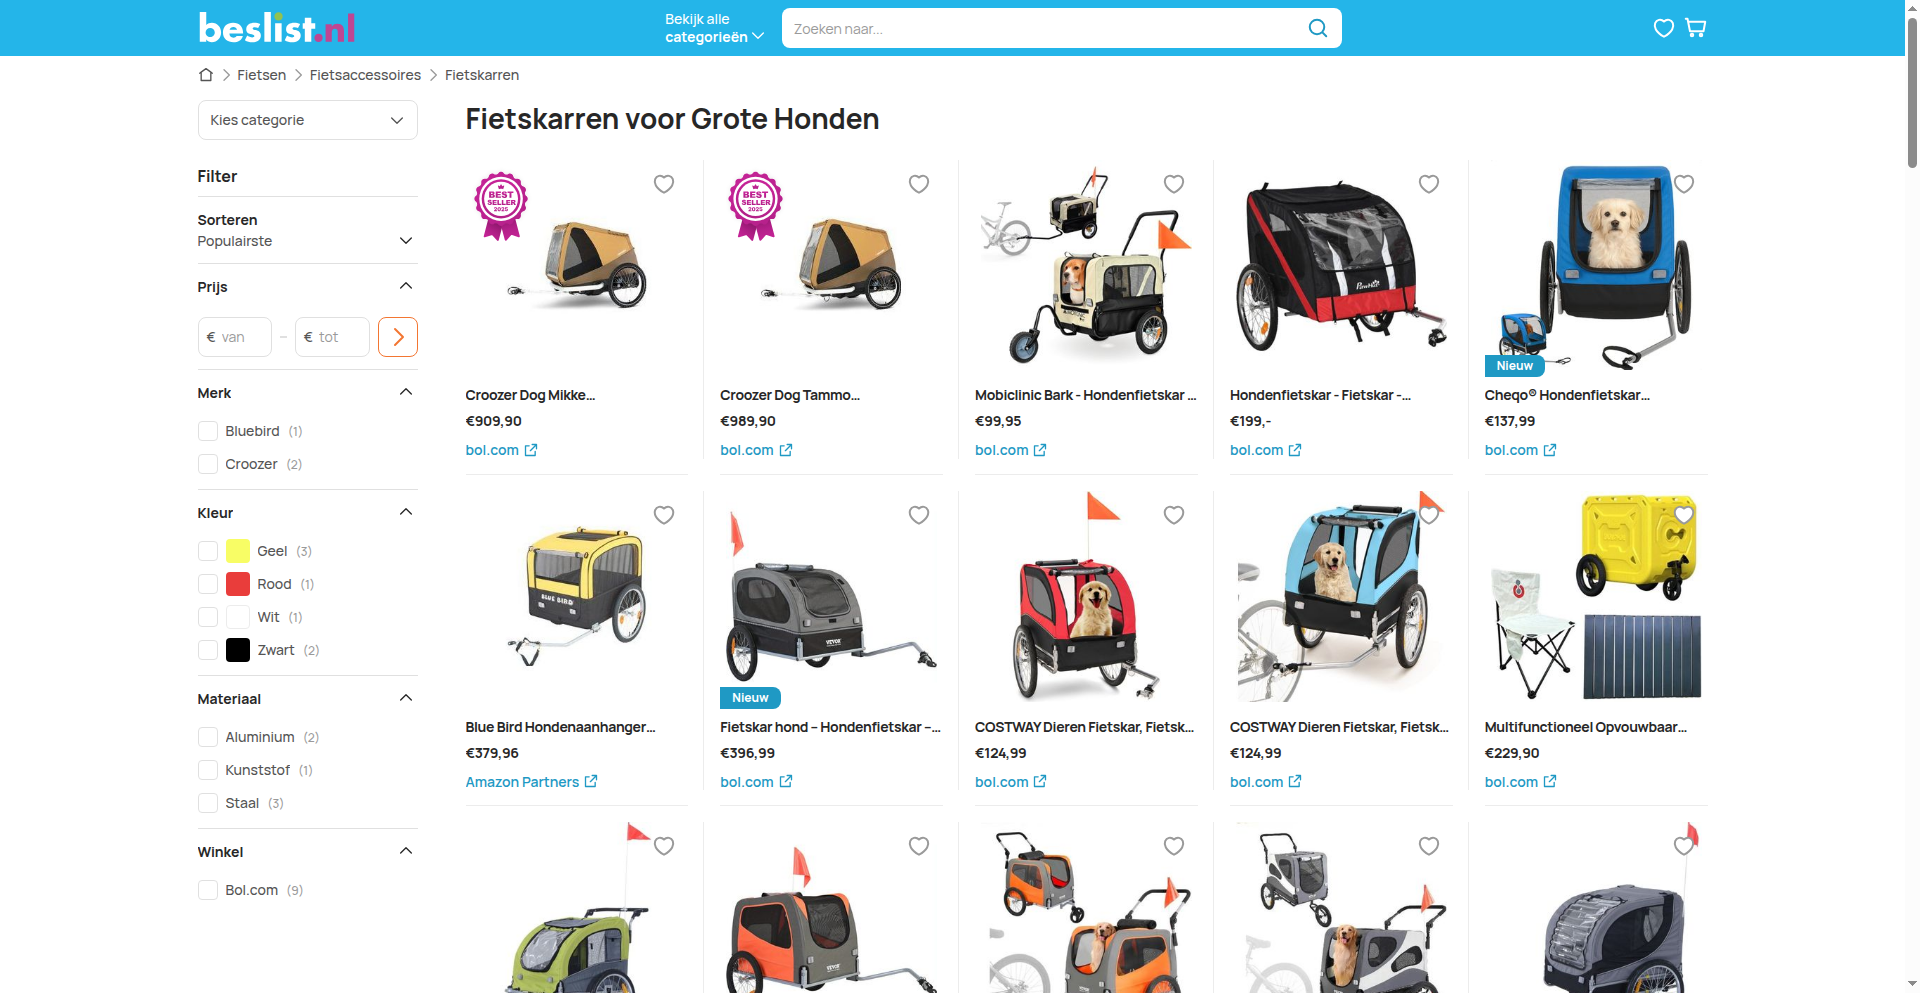 beslist.nl
Bekijk alle
categorieën
Zoeken naar...
Fietsen
Fietsaccessoires
Fietskarren
Kies categorie
Fietskarren voor Grote Honden
Filter
Sorteren
Populairste
Prijs
€ van
–
€ tot
Merk
Bluebird (1)
Croozer (2)
Kleur
Geel (3)
Rood (1)
Wit (1)
Zwart (2)
Materiaal
Aluminium (2)
Kunststof (1)
Staal (3)
Winkel
Bol.com (9)
BEST
SELLER
2025
Croozer Dog Mikke...
€909,90
bol.com
BEST
SELLER
2025
Croozer Dog Tammo...
€989,90
bol.com
Mobiclinic Bark - Hondenfietskar ...
€99,95
bol.com
Hondenfietskar - Fietskar -...
€199,-
bol.com
Nieuw
Cheqo® Hondenfietskar...
€137,99
bol.com
BLUE BIRD
Blue Bird Hondenaanhanger...
€379,96
Amazon Partners
VEVOR
Nieuw
Fietskar hond – Hondenfietskar –...
€396,99
bol.com
COSTWAY Dieren Fietskar, Fietsk...
€124,99
bol.com
COSTWAY Dieren Fietskar, Fietsk...
€124,99
bol.com
Multifunctioneel Opvouwbaar...
€229,90
bol.com
VEVOR